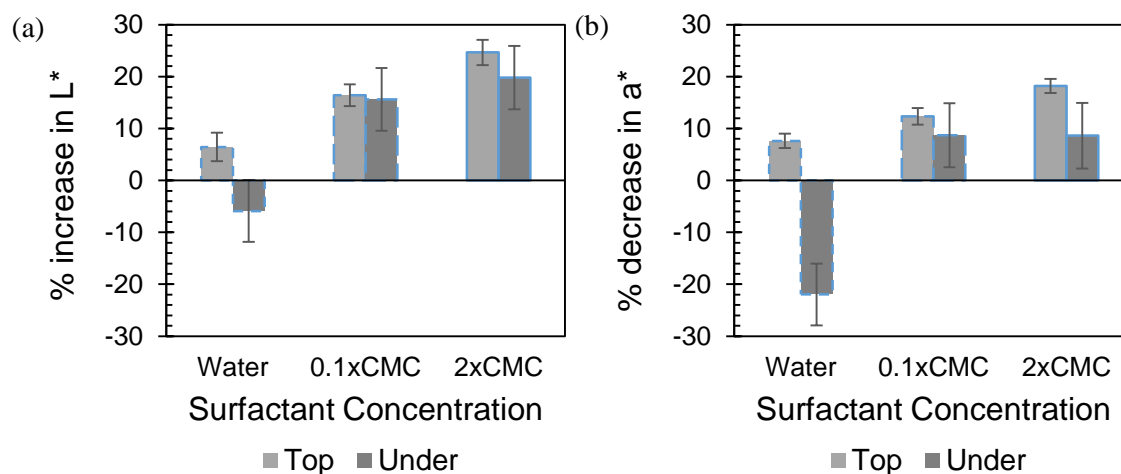 (a)
% increase in L*
30
20
10
0
-10
-20
-30
Water 0.1xCMC 2xCMC
Surfactant Concentration
Top Under
(b)
% decrease in a*
30
20
10
0
-10
-20
-30
Water 0.1xCMC 2xCMC
Surfactant Concentration
Top Under